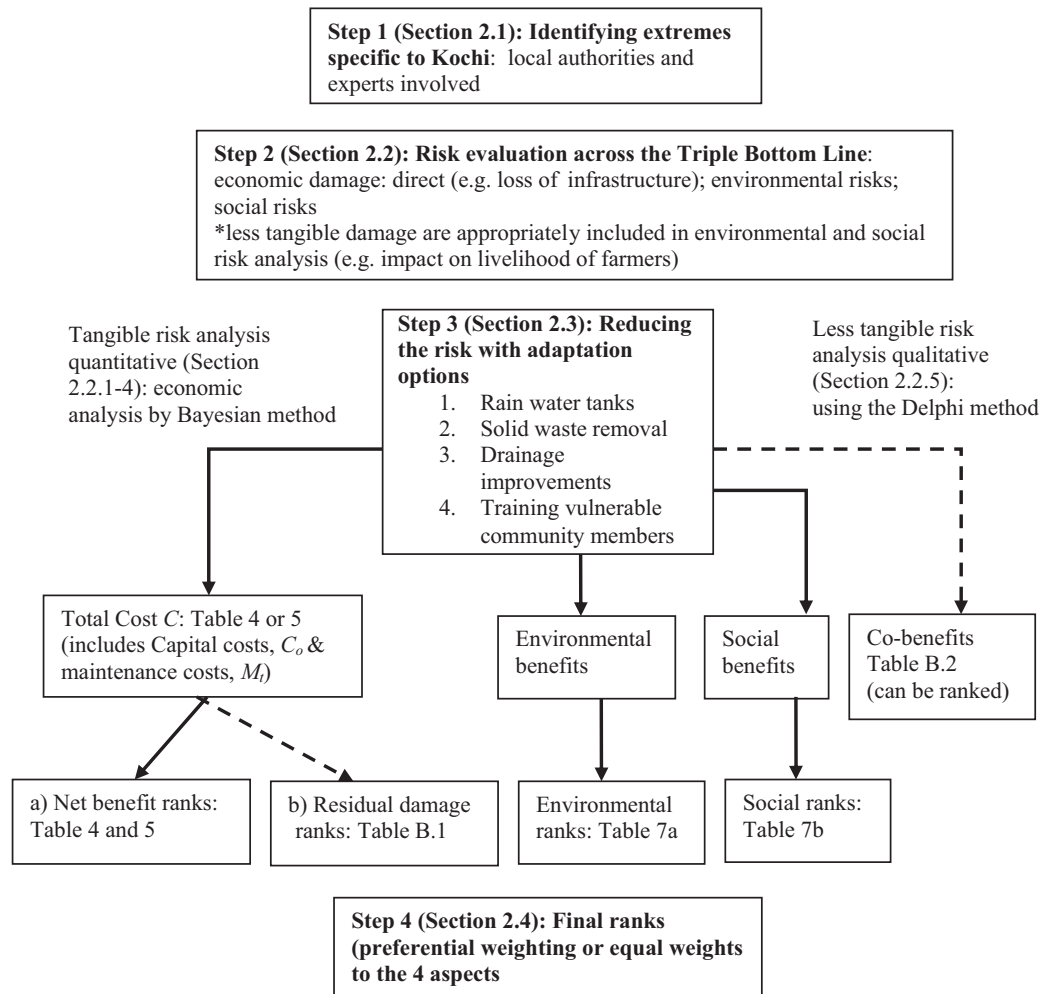 Step 1 (Section 2.1): Identifying extremes
specific to Kochi: local authorities and
experts involved
Step 2 (Section 2.2): Risk evaluation across the Triple Bottom Line:
economic damage: direct (e.g. loss of infrastructure); environmental risks;
social risks
*less tangible damage are appropriately included in environmental and social
risk analysis (e.g. impact on livelihood of farmers)
Tangible risk analysis
quantitative (Section
2.2.1-4): economic
analysis by Bayesian method
Step 3 (Section 2.3): Reducing
the risk with adaptation
options
1. Rain water tanks
2. Solid waste removal
3. Drainage
improvements
4. Training vulnerable
community members
Less tangible risk
analysis qualitative
(Section 2.2.5):
using the Delphi method
Total Cost C: Table 4 or 5
(includes Capital costs, Co &
maintenance costs, Mt)
Environmental
benefits
Social
benefits
Co-benefits
Table B.2
(can be ranked)
a) Net benefit ranks:
Table 4 and 5
b) Residual damage
ranks: Table B.1
Environmental
ranks: Table 7a
Social ranks:
Table 7b
Step 4 (Section 2.4): Final ranks
(preferential weighting or equal weights
to the 4 aspects